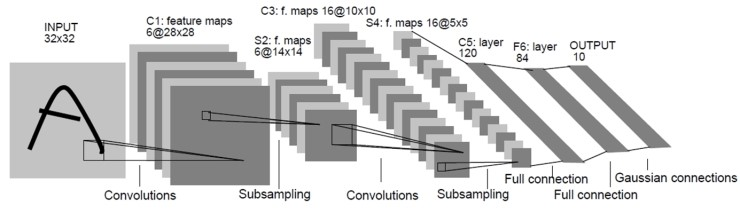 INPUT
32x32
C1: feature maps
6@28x28
S2: f. maps
6@14x14
C3: f. maps 16@10x10
S4: f. maps 16@5x5
C5: layer
120
F6: layer
84
OUTPUT
10
Convolutions
Subsampling
Convolutions
Subsampling
Full connection
Full connection
Gaussian connections
A